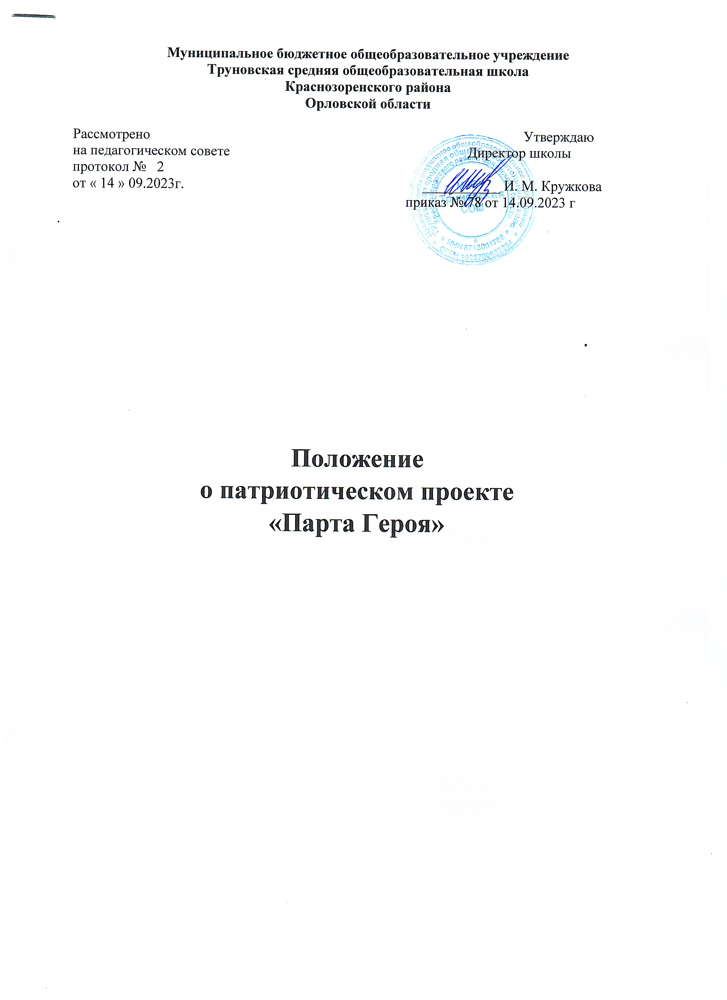 Муниципальное бюджетное общеобразовательное учреждение
Труновская средняя общеобразовательная школа
Краснозоренского района
Орловской области
Рассмотрено
на педагогическом совете
протокол № 2
от « 14 » 09.2023г.
Утверждаю
Директор школы
___________ И. М. Кружкова
приказ № 78 от 14.09.2023 г
Труновская
СОШ
* ИНН 5713001768 *
* ОГРН 1025700622254 *
Положение
о патриотическом проекте
«Парта Героя»